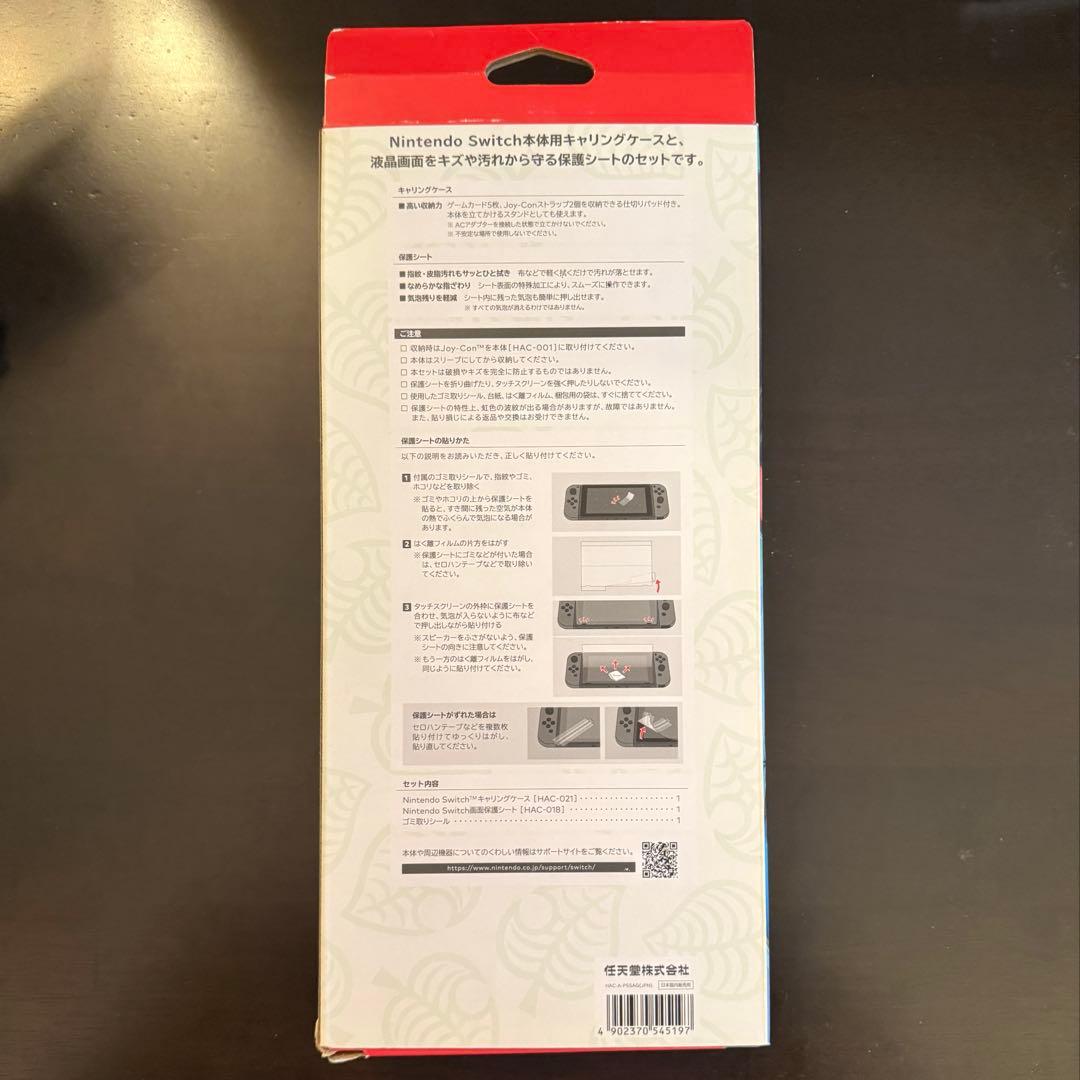 Nintendo Switch本体用キャリングケースと、
液晶画面をキズや汚れから守る保護シートのセットです。
キャリングケース
■高い収納力 ゲームカード5枚、Joy-Conストラップ2個を収納できる仕切りパッド付き。
本体を立てかけるスタンドとしても使えます。
※ACアダプターを接続した状態で立てかけないでください。
※不安定な場所で使用しないでください。
保護シート
■指紋・皮脂汚れもサッとひと拭き 布などで軽く拭くだけで汚れが落とせます。
■なめらかな指ざわり シート表面の特殊加工により、スムーズに操作できます。
■気泡残りを軽減 シート内に残った気泡も簡単に押し出せます。
※すべての気泡が消えるわけではありません。
ご注意
□ 収納時はJoy-Con™を本体[HAC-001]に取り付けてください。
□ 本体はスリープにしてから収納してください。
□ 本セットは破損やキズを完全に防止するものではありません。
□ 保護シートを折り曲げたり、タッチスクリーンを強く押したりしないでください。
□ 使用したゴミ取りシール、台紙、はく離フィルム、梱包用の袋は、すぐに捨ててください。
□ 保護シートの特性上、虹色の波紋が出る場合がありますが、故障ではありません。
また、貼り損じによる返品や交換はお受けできません。
保護シートの貼りかた
以下の説明をお読みいただき、正しく貼り付けてください。
1 付属のゴミ取りシールで、指紋やゴミ、
ホコリなどを取り除く
※ゴミやホコリの上から保護シートを
貼ると、すき間に残った空気が本体
の熱でふくらんで気泡になる場合が
あります。
2 はく離フィルムの片方をはがす
※保護シートにゴミなどが付いた場合
は、セロハンテープなどで取り除い
てください。
3 タッチスクリーンの外枠に保護シートを
合わせ、気泡が入らないように布など
で押し出しながら貼り付ける
※スピーカーをふさがないよう、保護
シートの向きに注意してください。
※もう一方のはく離フィルムをはがし、
同じように貼り付けてください。
保護シートがずれた場合は
セロハンテープなどを複数枚
貼り付けてゆっくりはがし、
貼り直してください。
セット内容
Nintendo Switch™キャリングケース [HAC-021]・・・・・・・・・・・・・・・・・・・1
Nintendo Switch画面保護シート [HAC-018]・・・・・・・・・・・・・・・・・・・・・1
ゴミ取りシール・・・・・・・・・・・・・・・・・・・・・・・・・・・・・・・・・・・・・・・1
本体や周辺機器についてのくわしい情報はサポートサイトをご覧ください。
https://www.nintendo.co.jp/support/switch/
任天堂株式会社
HAC-A-PSSAG(JPN) 日本国内販売用
4 902370 545197